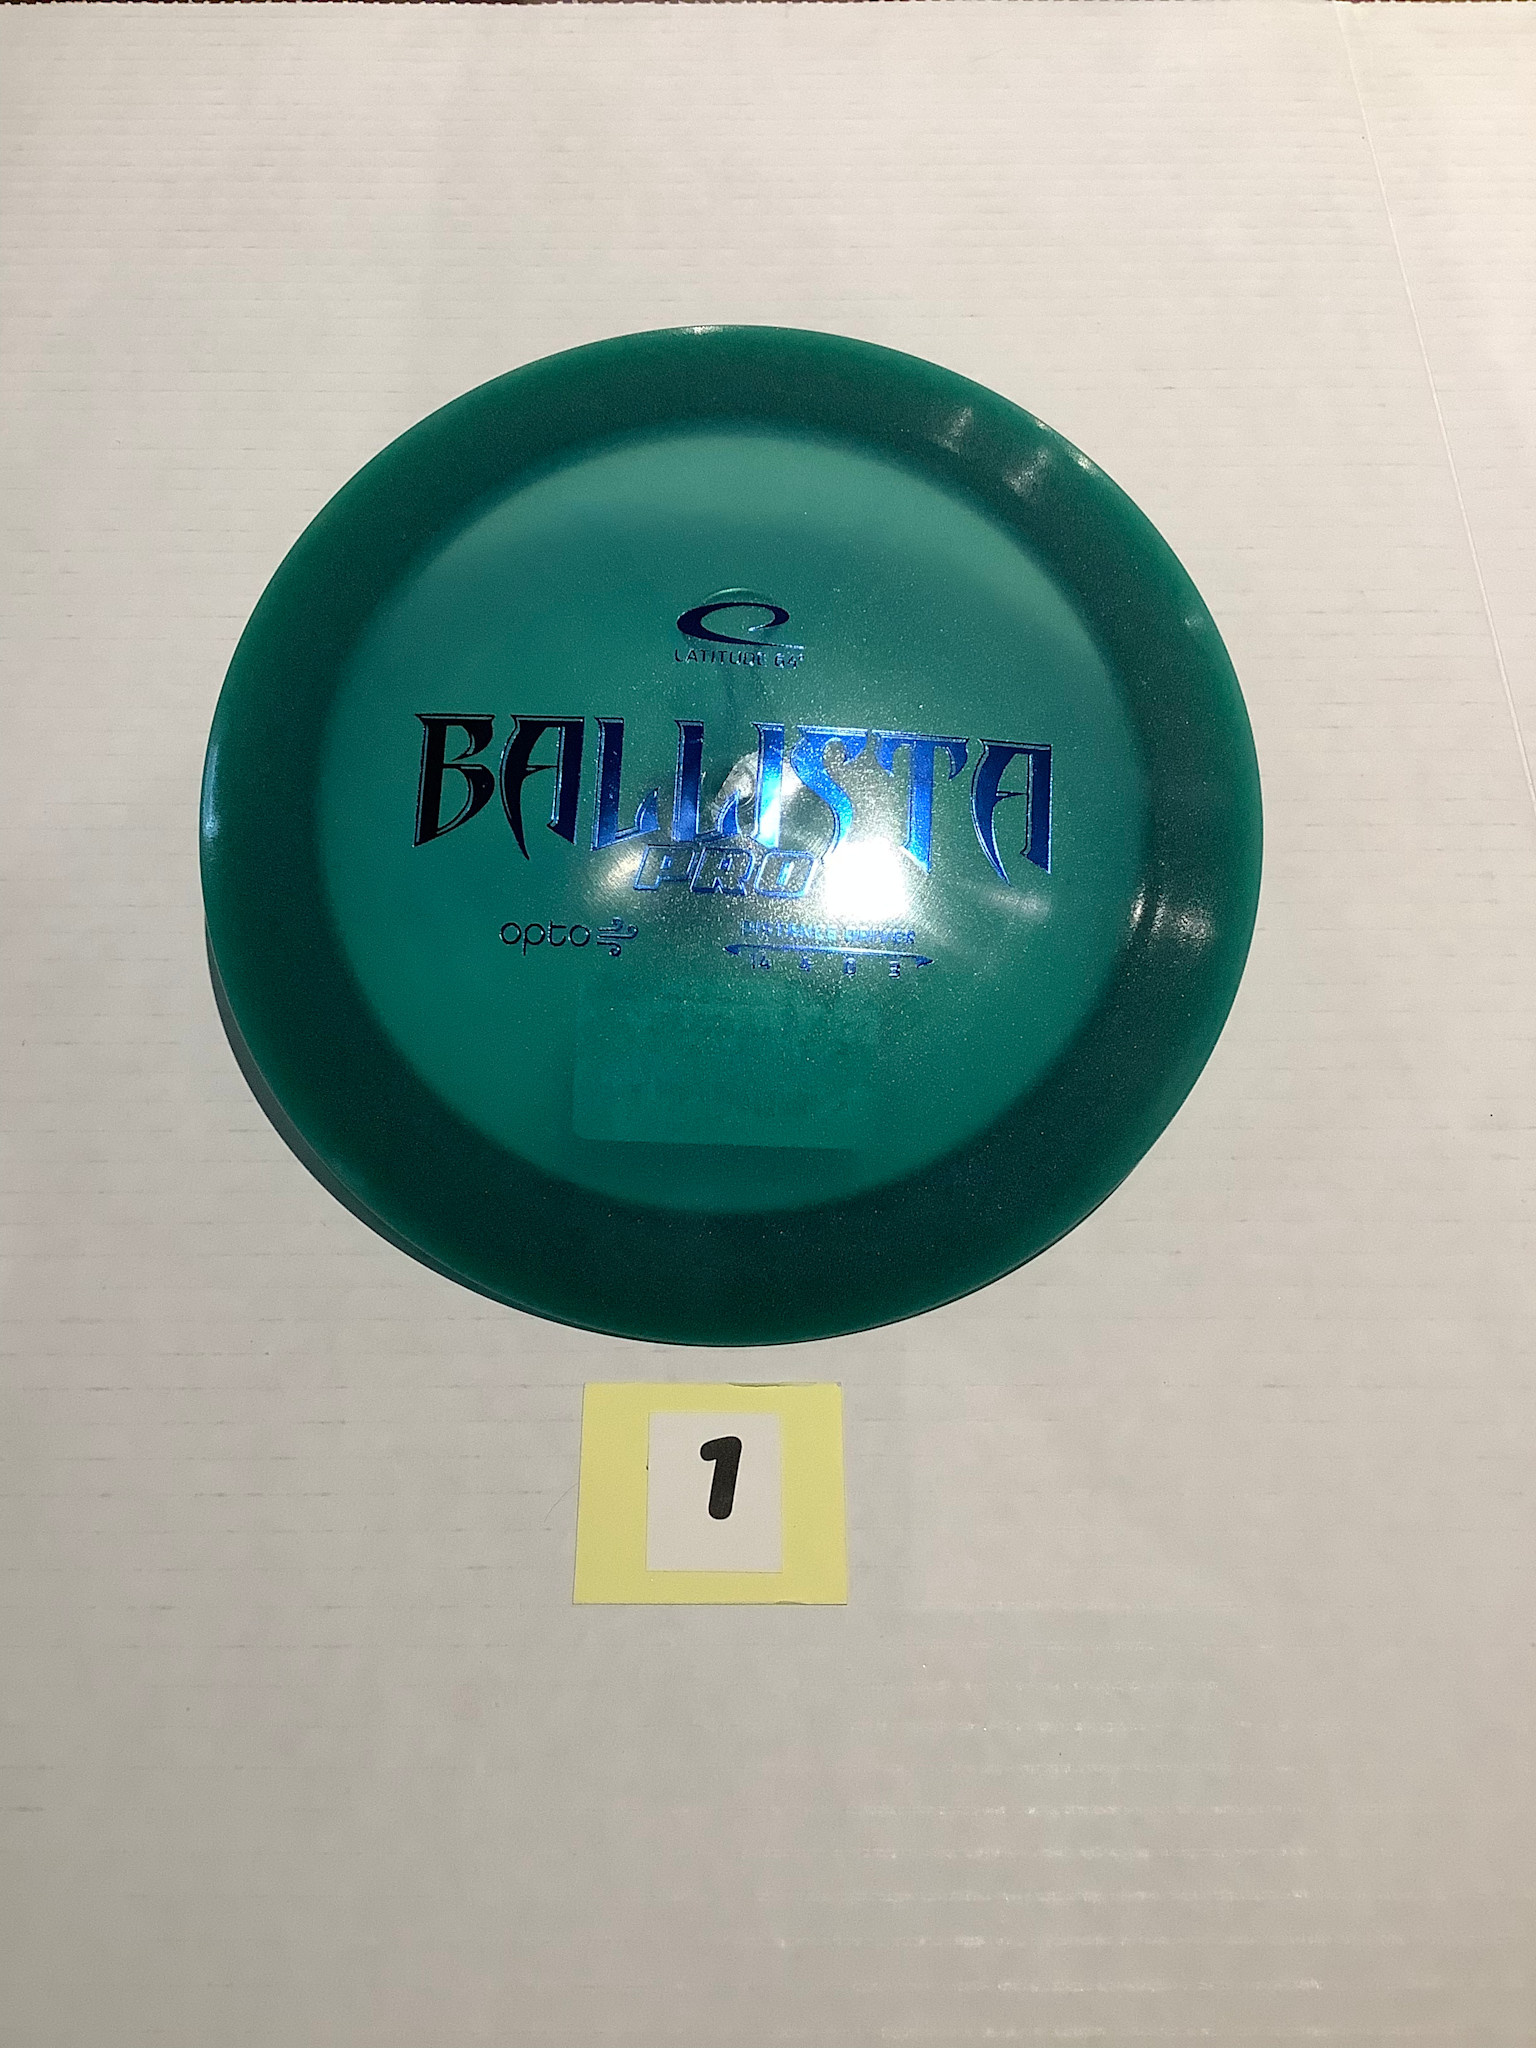 LATITUDE 64°
BALLISTA
PRO
opto
DISTANCE DRIVER
14 4 0 3
1